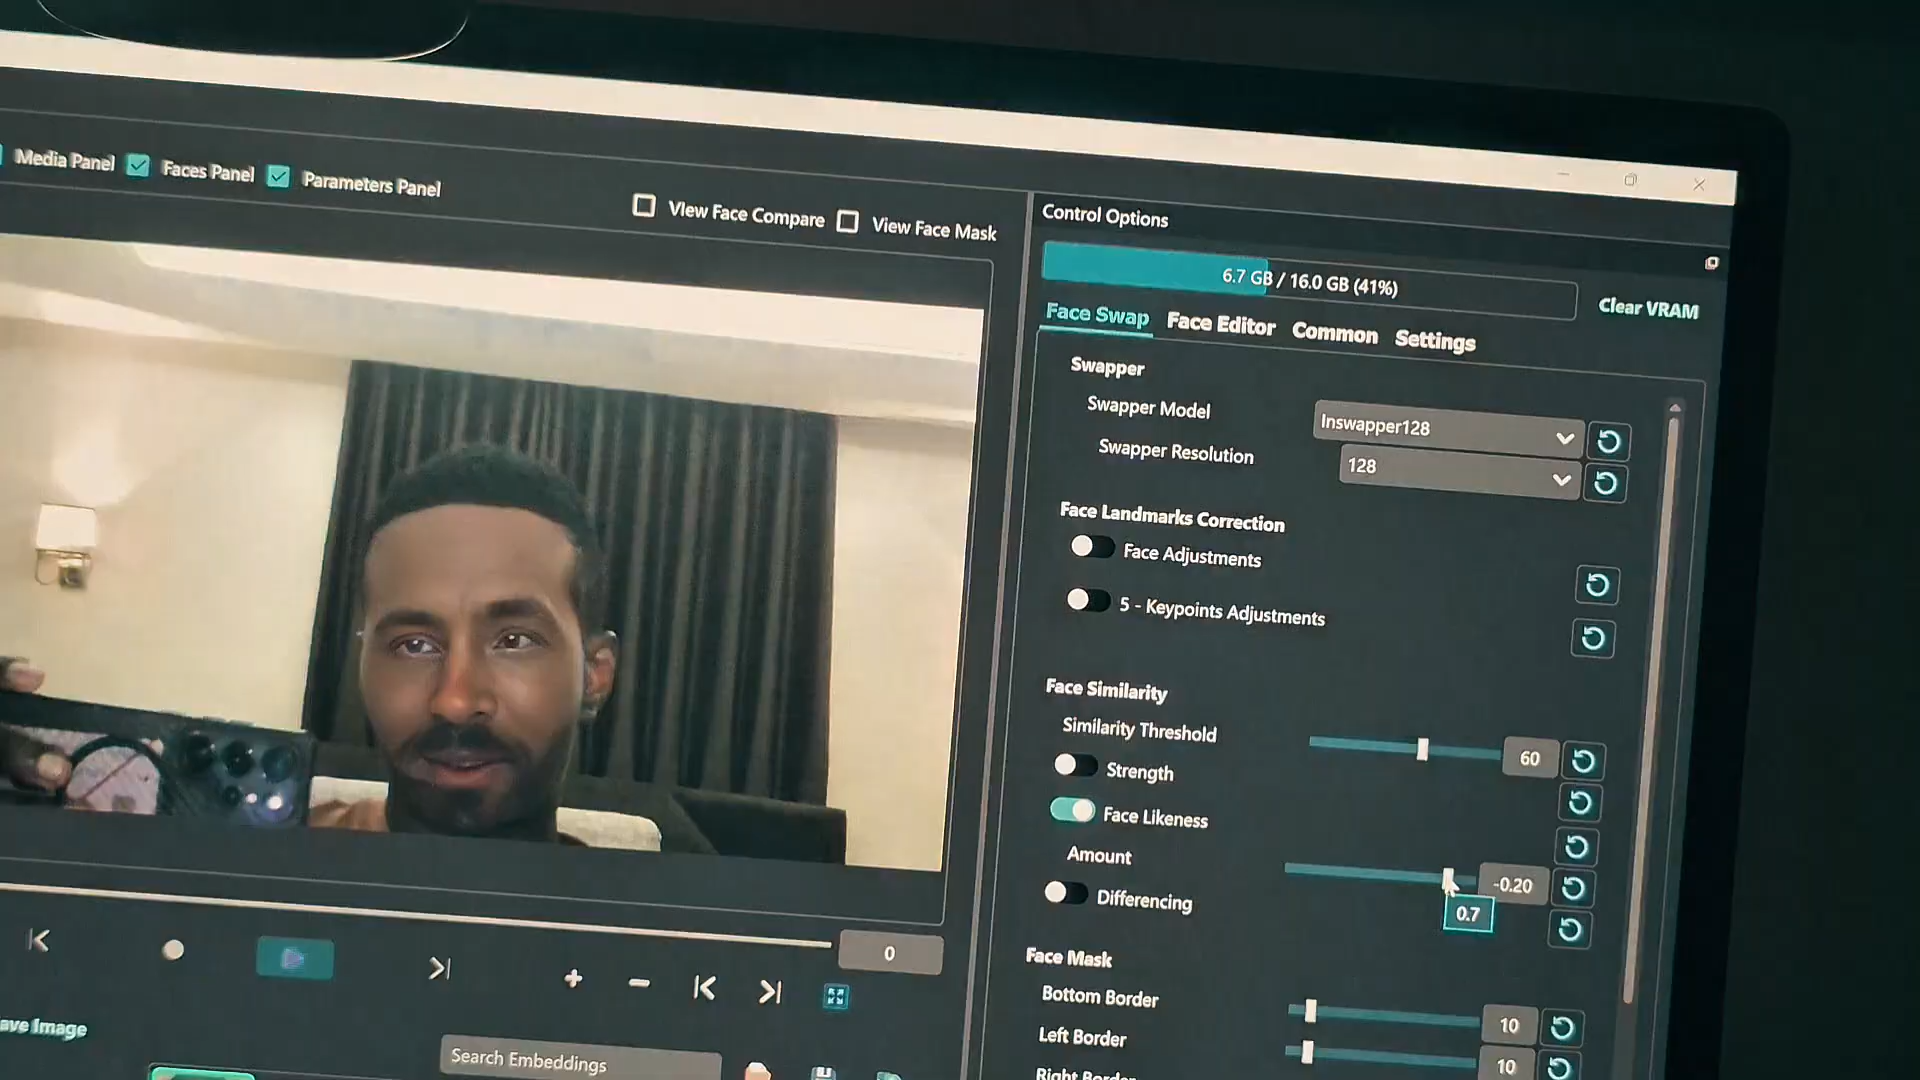 Media Panel
Faces Panel
Parameters Panel
View Face Compare
View Face Mask
Control Options
6.7 GB / 16.0 GB (41%)
Clear VRAM
Face Swap
Face Editor
Common
Settings
Swapper
Swapper Model
Inswapper128
Swapper Resolution
128
Face Landmarks Correction
Face Adjustments
5 - Keypoints Adjustments
Face Similarity
Similarity Threshold
60
Strength
Face Likeness
Amount
-0.20
0.7
Differencing
Face Mask
Bottom Border
10
Left Border
10
Right Border
0
ave Image
Search Embeddings